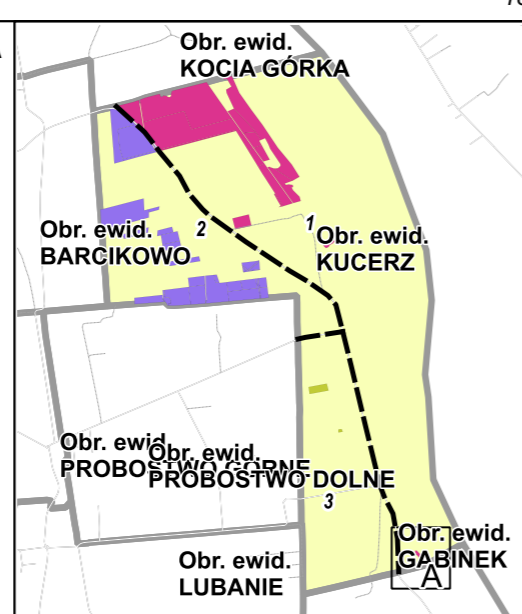 Obr. ewid.
KOCIA GÓRKA
1
2
Obr. ewid.
BARCIKOWO
Obr. ewid.
KUCERZ
Obr. ewid.
PROBOSTWO GÓRNE
Obr. ewid.
PROBOSTWO DOLNE
3
Obr. ewid.
GĄBINEK
A
Obr. ewid.
LUBANIE